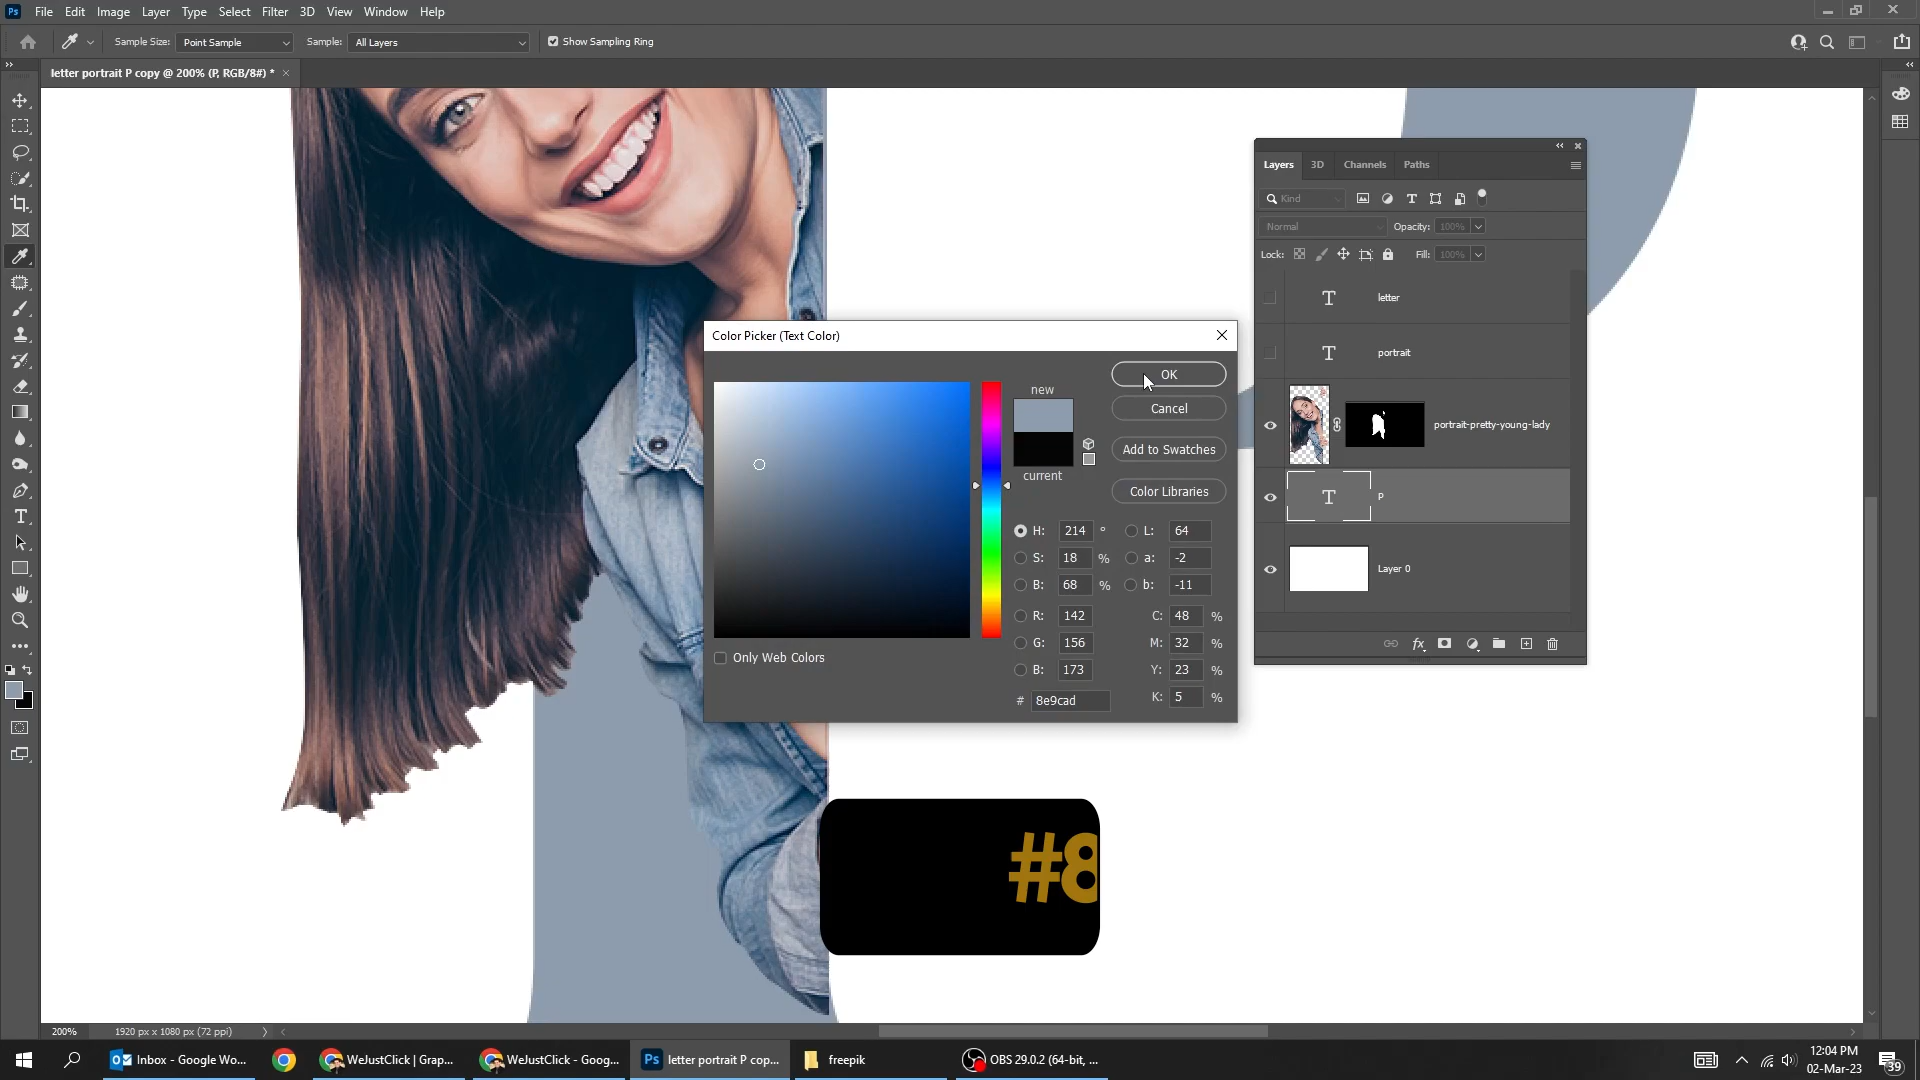 Ps File Edit Image Layer Type Select Filter 3D View Window Help
Sample Size: Point Sample Sample: All Layers Show Sampling Ring
letter portrait P copy @ 200% (P, RGB/8#) * ×
Layers 3D Channels Paths
Kind
Normal Opacity: 100%
Lock: Fill: 100%
T letter
T portrait
portrait-pretty-young-lady
T P
Layer 0
fx
Color Picker (Text Color)
new
current
OK
Cancel
Add to Swatches
Color Libraries
H: 214 °
S: 18 %
B: 68 %
R: 142
G: 156
B: 173
# 8e9cad
L: 64
a: -2
b: -11
C: 48 %
M: 32 %
Y: 23 %
K: 5 %
Only Web Colors
#8
200% 1920 px x 1080 px (72 ppi)
Inbox - Google Wo...
WeJustClick | Grap...
WeJustClick - Goog...
Ps letter portrait P cop...
freepik
OBS 29.0.2 (64-bit, ...
12:04 PM
02-Mar-23
39